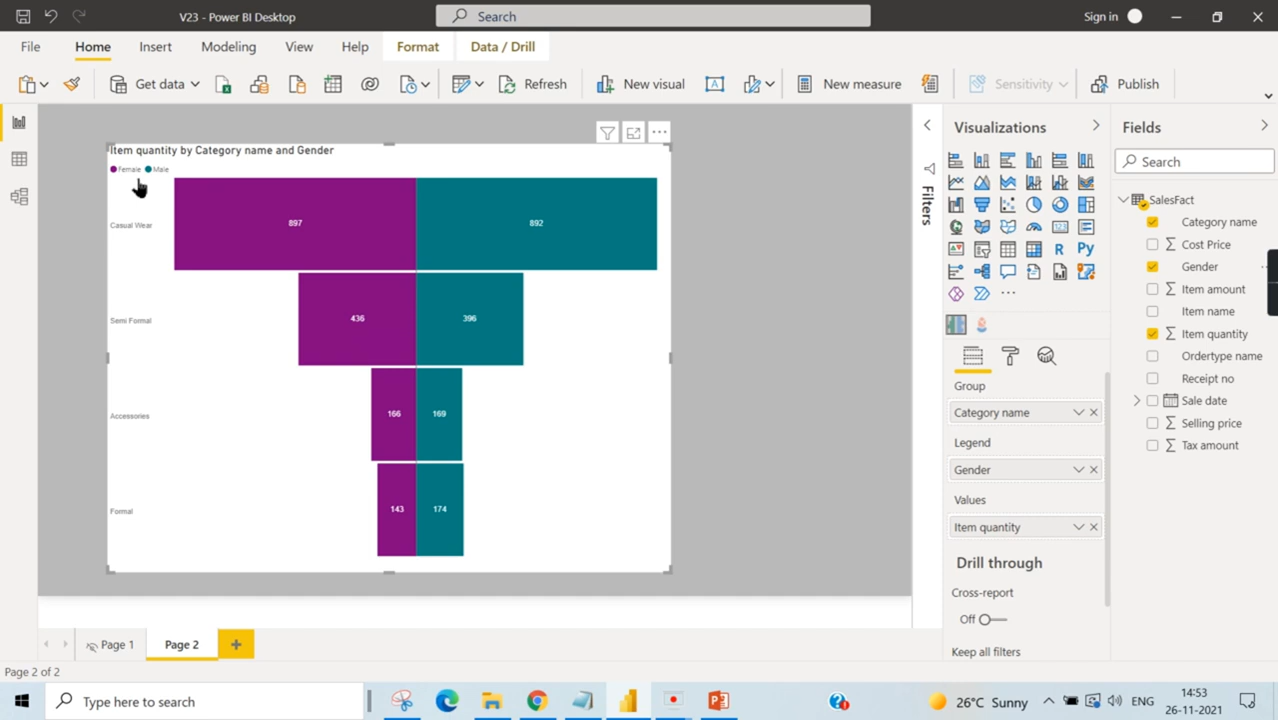 V23 - Power BI Desktop
Search
Sign in
File
Home
Insert
Modeling
View
Help
Format
Data / Drill
Get data
Refresh
New visual
New measure
Sensitivity
Publish
Item quantity by Category name and Gender
Female Male
Casual Wear 897 892
Semi Formal 436 396
Accessories 166 169
Formal 143 174
Filters
Visualizations
R
Py
Group
Category name
Legend
Gender
Values
Item quantity
Drill through
Cross-report
Off
Keep all filters
Fields
Search
SalesFact
Category name
Cost Price
Gender
Item amount
Item name
Item quantity
Ordertype name
Receipt no
Sale date
Selling price
Tax amount
Page 1
Page 2
Page 2 of 2
Type here to search
26°C Sunny
ENG
14:53
26-11-2021